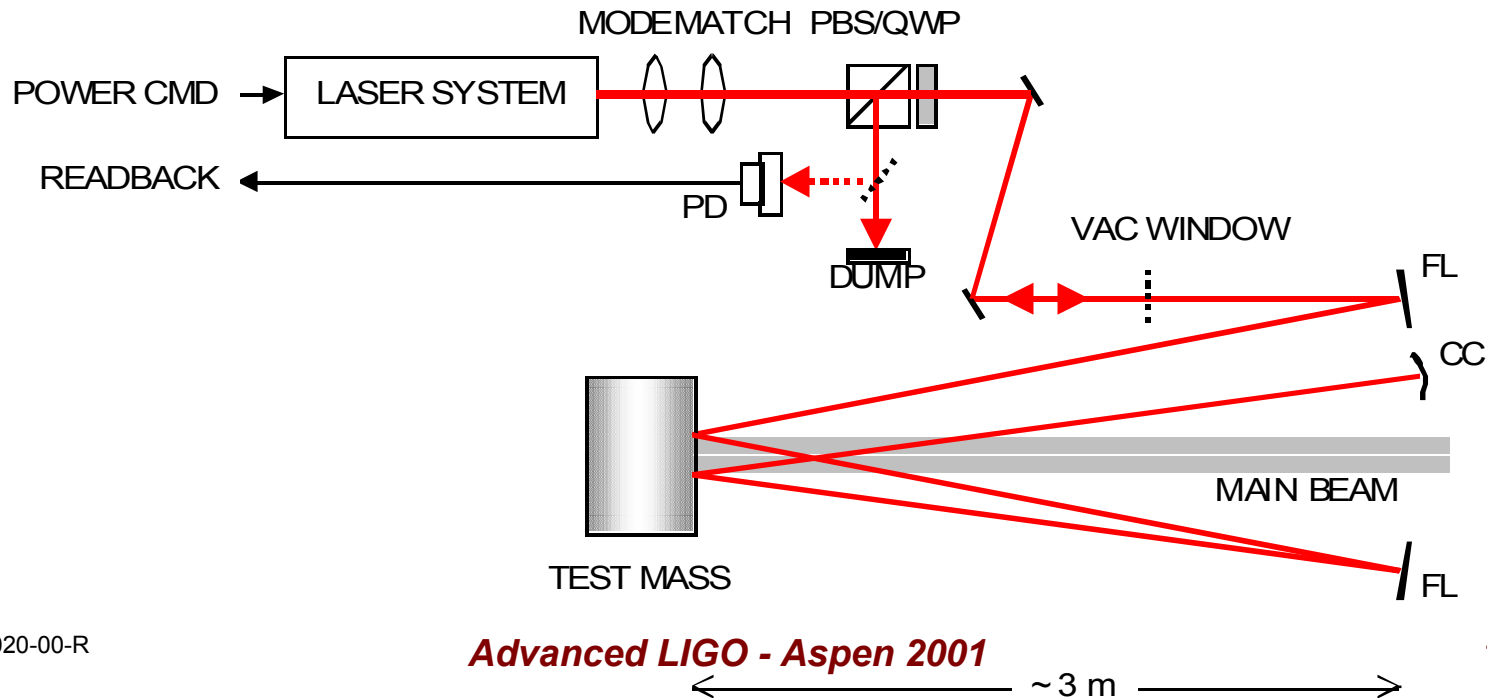 MODEMATCH PBS/QWP
POWER CMD
LASER SYSTEM
READBACK
PD
DUMP
VAC WINDOW
FL
CC
MAIN BEAM
TEST MASS
FL
020-00-R
Advanced LIGO - Aspen 2001
~3 m